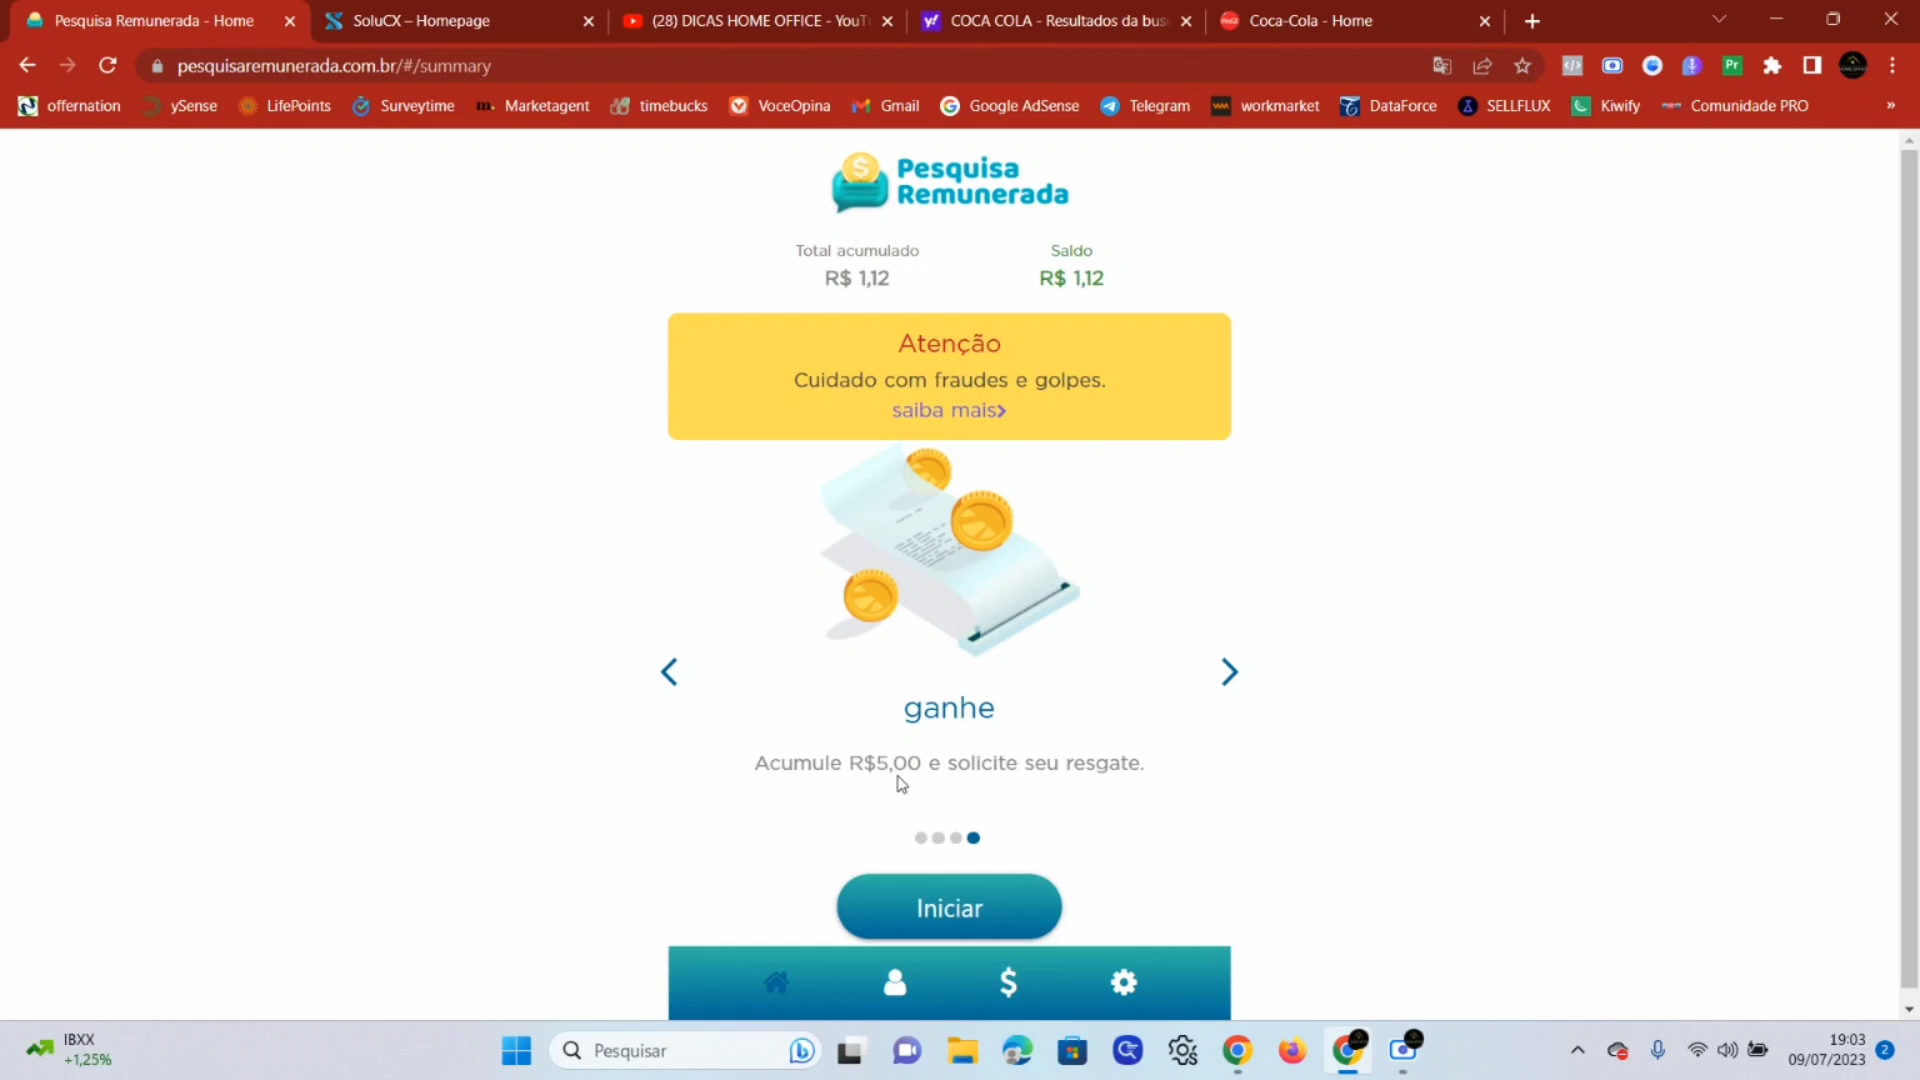 Pesquisa Remunerada - Home
SoluCX – Homepage
(28) DICAS HOME OFFICE - YouT
COCA COLA - Resultados da bus
Coca-Cola - Home
pesquisaremunerada.com.br/#/summary
offernation
ySense
LifePoints
Surveytime
Marketagent
timebucks
VoceOpina
Gmail
Google AdSense
Telegram
workmarket
DataForce
SELLFLUX
Kiwify
Comunidade PRO
»
Pesquisa
Remunerada
Total acumulado
R$ 1,12
Saldo
R$ 1,12
Atenção
Cuidado com fraudes e golpes.
saiba mais
ganhe
Acumule R$5,00 e solicite seu resgate.
Iniciar
IBXX
+1,25%
Pesquisar
19:03
09/07/2023
2